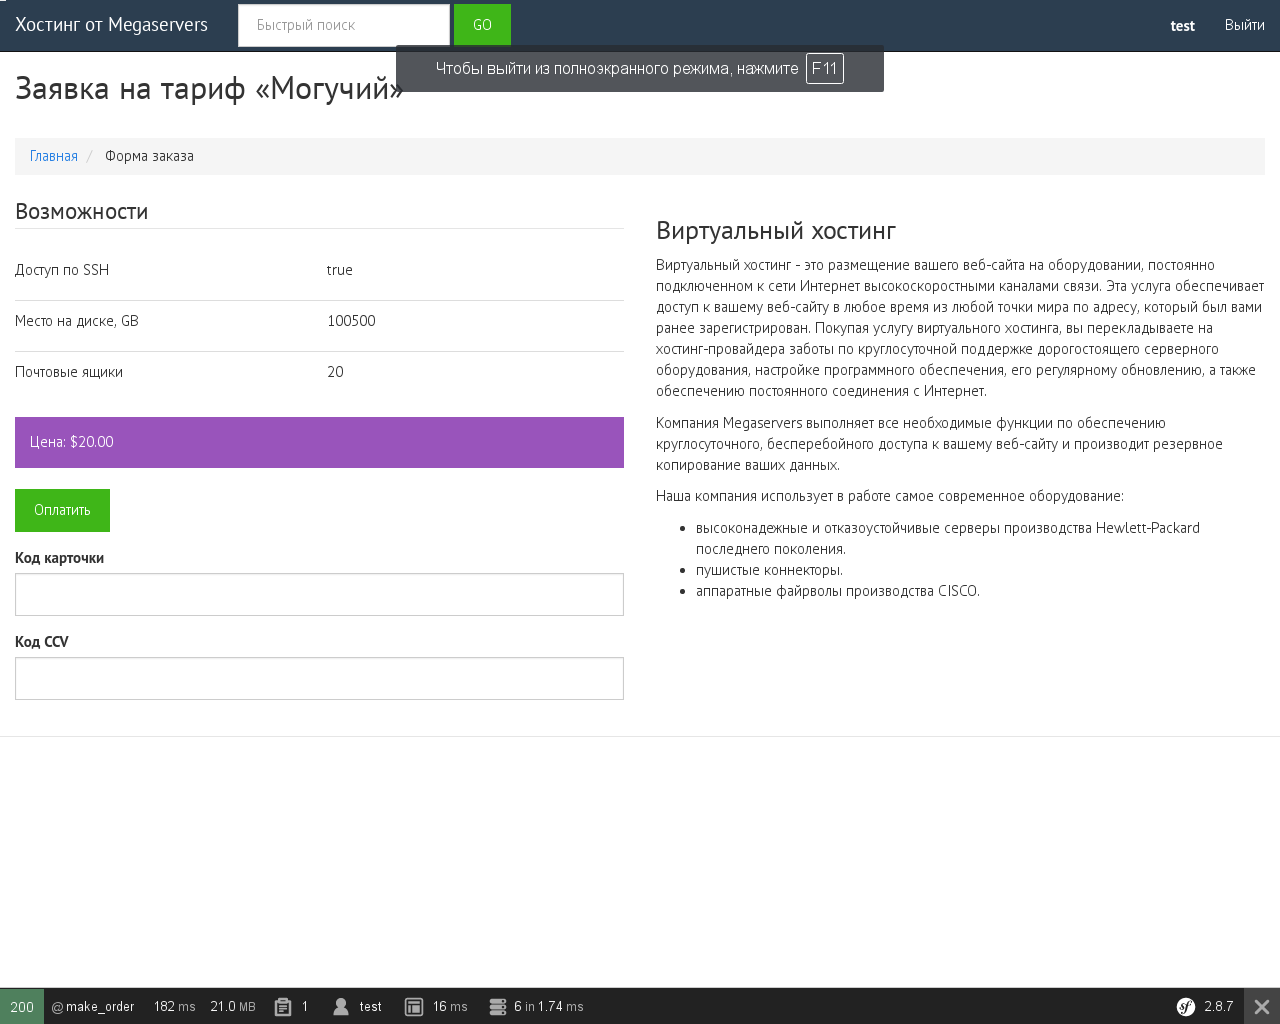 Хостинг от Megaservers
Быстрый поиск
GO
test
Выйти
Чтобы выйти из полноэкранного режима, нажмите F11
Заявка на тариф «Могучий»
Главная / Форма заказа
Возможности
Доступ по SSH true
Место на диске, GB 100500
Почтовые ящики 20
Цена: $20.00
Оплатить
Код карточки
Код CCV
Виртуальный хостинг
Виртуальный хостинг - это размещение вашего веб-сайта на оборудовании, постоянно
подключенном к сети Интернет высокоскоростными каналами связи. Эта услуга обеспечивает
доступ к вашему веб-сайту в любое время из любой точки мира по адресу, который был вами
ранее зарегистрирован. Покупая услугу виртуального хостинга, вы перекладываете на
хостинг-провайдера заботы по круглосуточной поддержке дорогостоящего серверного
оборудования, настройке программного обеспечения, его регулярному обновлению, а также
обеспечению постоянного соединения с Интернет.
Компания Megaservers выполняет все необходимые функции по обеспечению
круглосуточного, бесперебойного доступа к вашему веб-сайту и производит резервное
копирование ваших данных.
Наша компания использует в работе самое современное оборудование:
• высоконадежные и отказоустойчивые серверы производства Hewlett-Packard
последнего поколения.
• пушистые коннекторы.
• аппаратные файрволы производства CISCO.
200 @ make_order 182 ms 21.0 MB 1 test 16 ms 6 in 1.74 ms sf 2.8.7